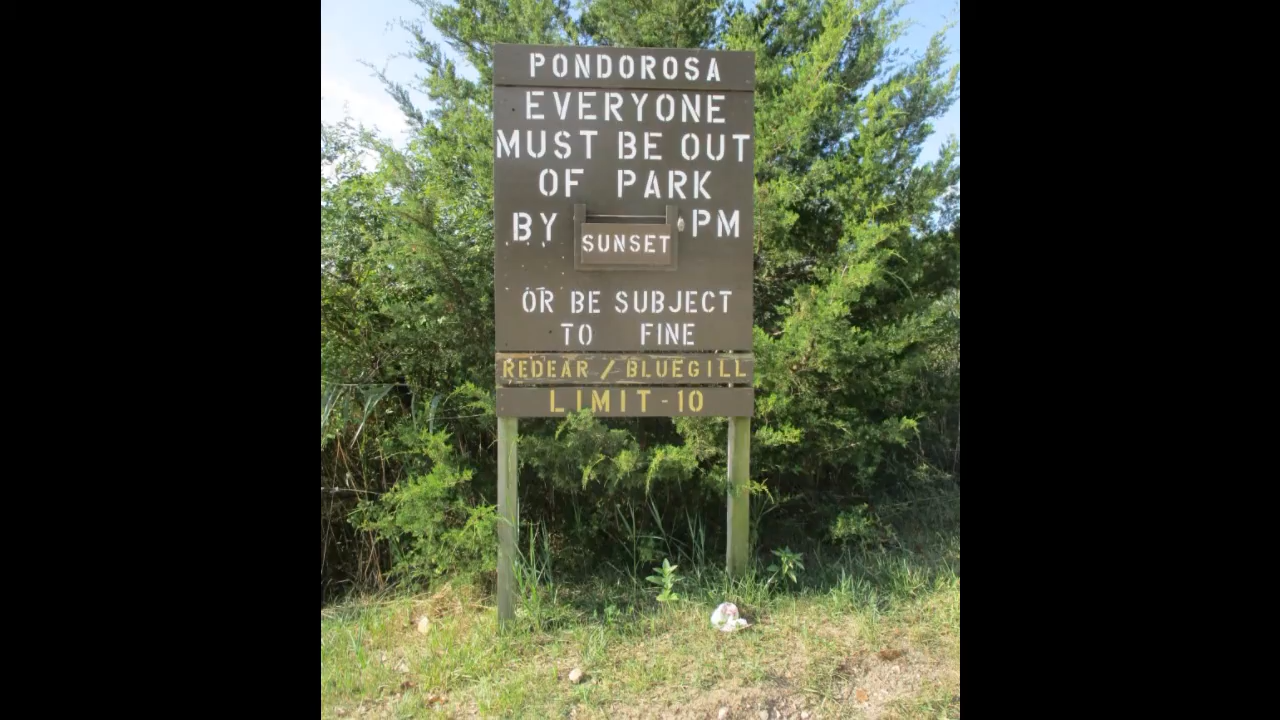 PONDOROSA
EVERYONE
MUST BE OUT
OF PARK
BY SUNSET PM
OR BE SUBJECT
TO FINE
REDEAR / BLUEGILL
LIMIT - 10